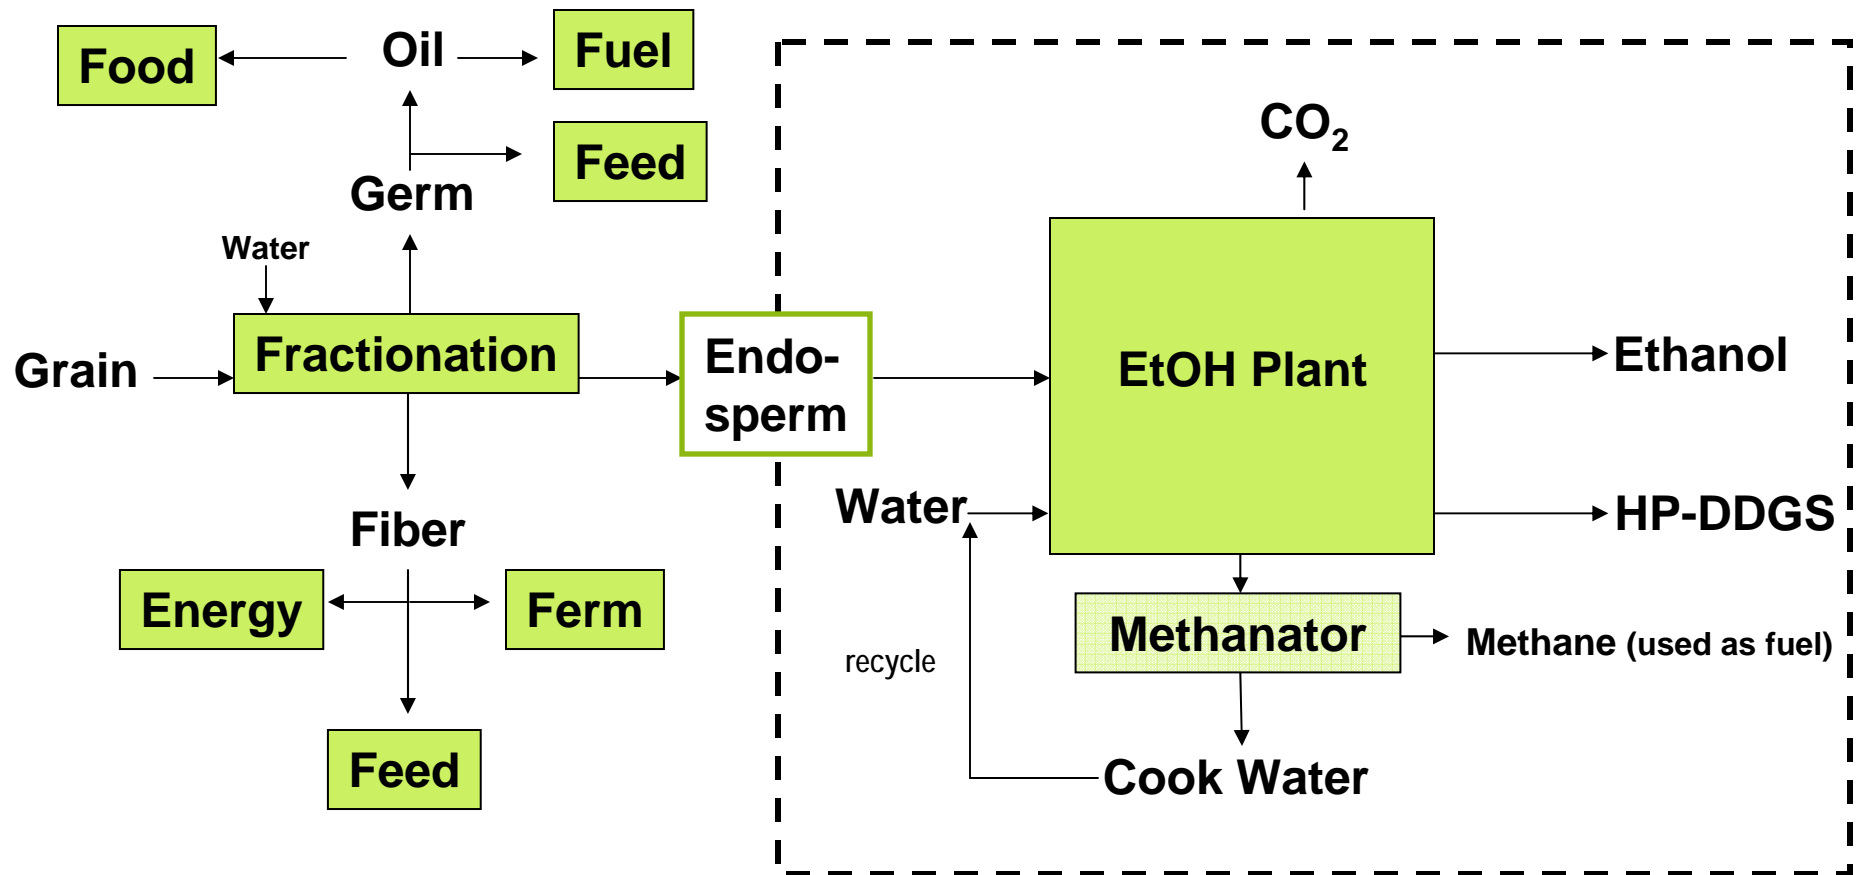 Food
Oil
Fuel
Feed
Germ
Water
Grain
Fractionation
Endo-
sperm
Fiber
Energy
Ferm
Feed
CO₂
EtOH Plant
Ethanol
Water
HP-DDGS
Methanator
Methane (used as fuel)
recycle
Cook Water